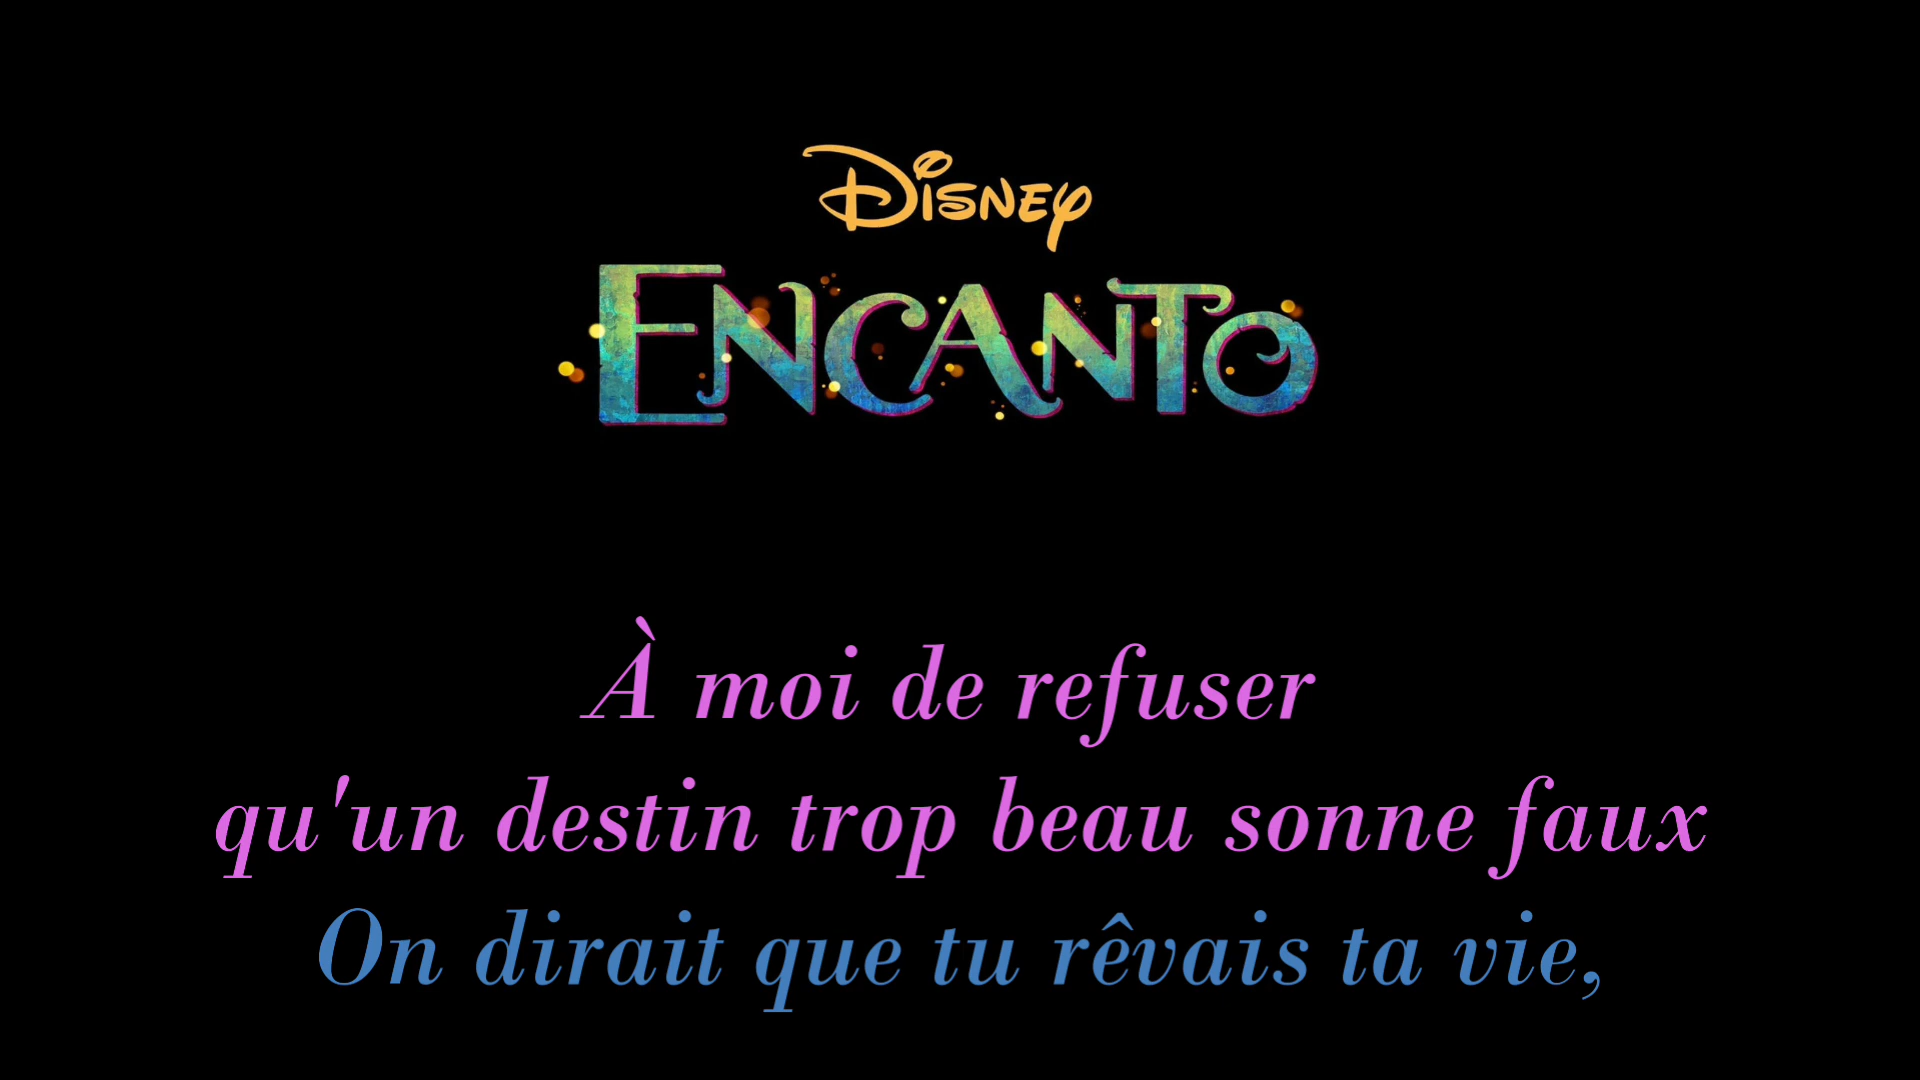 DISNEY
ENCANTO
À moi de refuser
qu'un destin trop beau sonne faux
On dirait que tu rêvais ta vie,